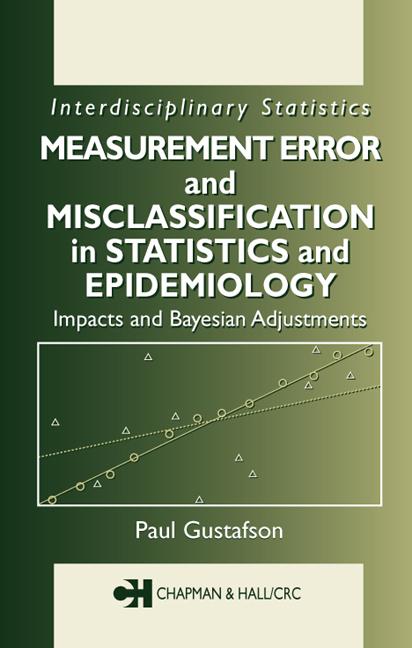 Interdisciplinary Statistics
MEASUREMENT ERROR
and
MISCLASSIFICATION
in STATISTICS and
EPIDEMIOLOGY
Impacts and Bayesian Adjustments
Paul Gustafson
CH CHAPMAN & HALL/CRC